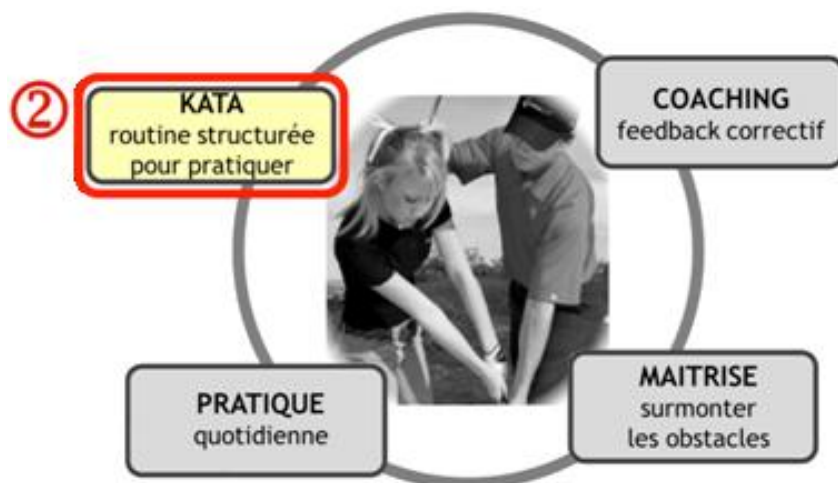 ②
KATA
routine structurée
pour pratiquer
COACHING
feedback correctif
PRATIQUE
quotidienne
MAITRISE
surmonter
les obstacles